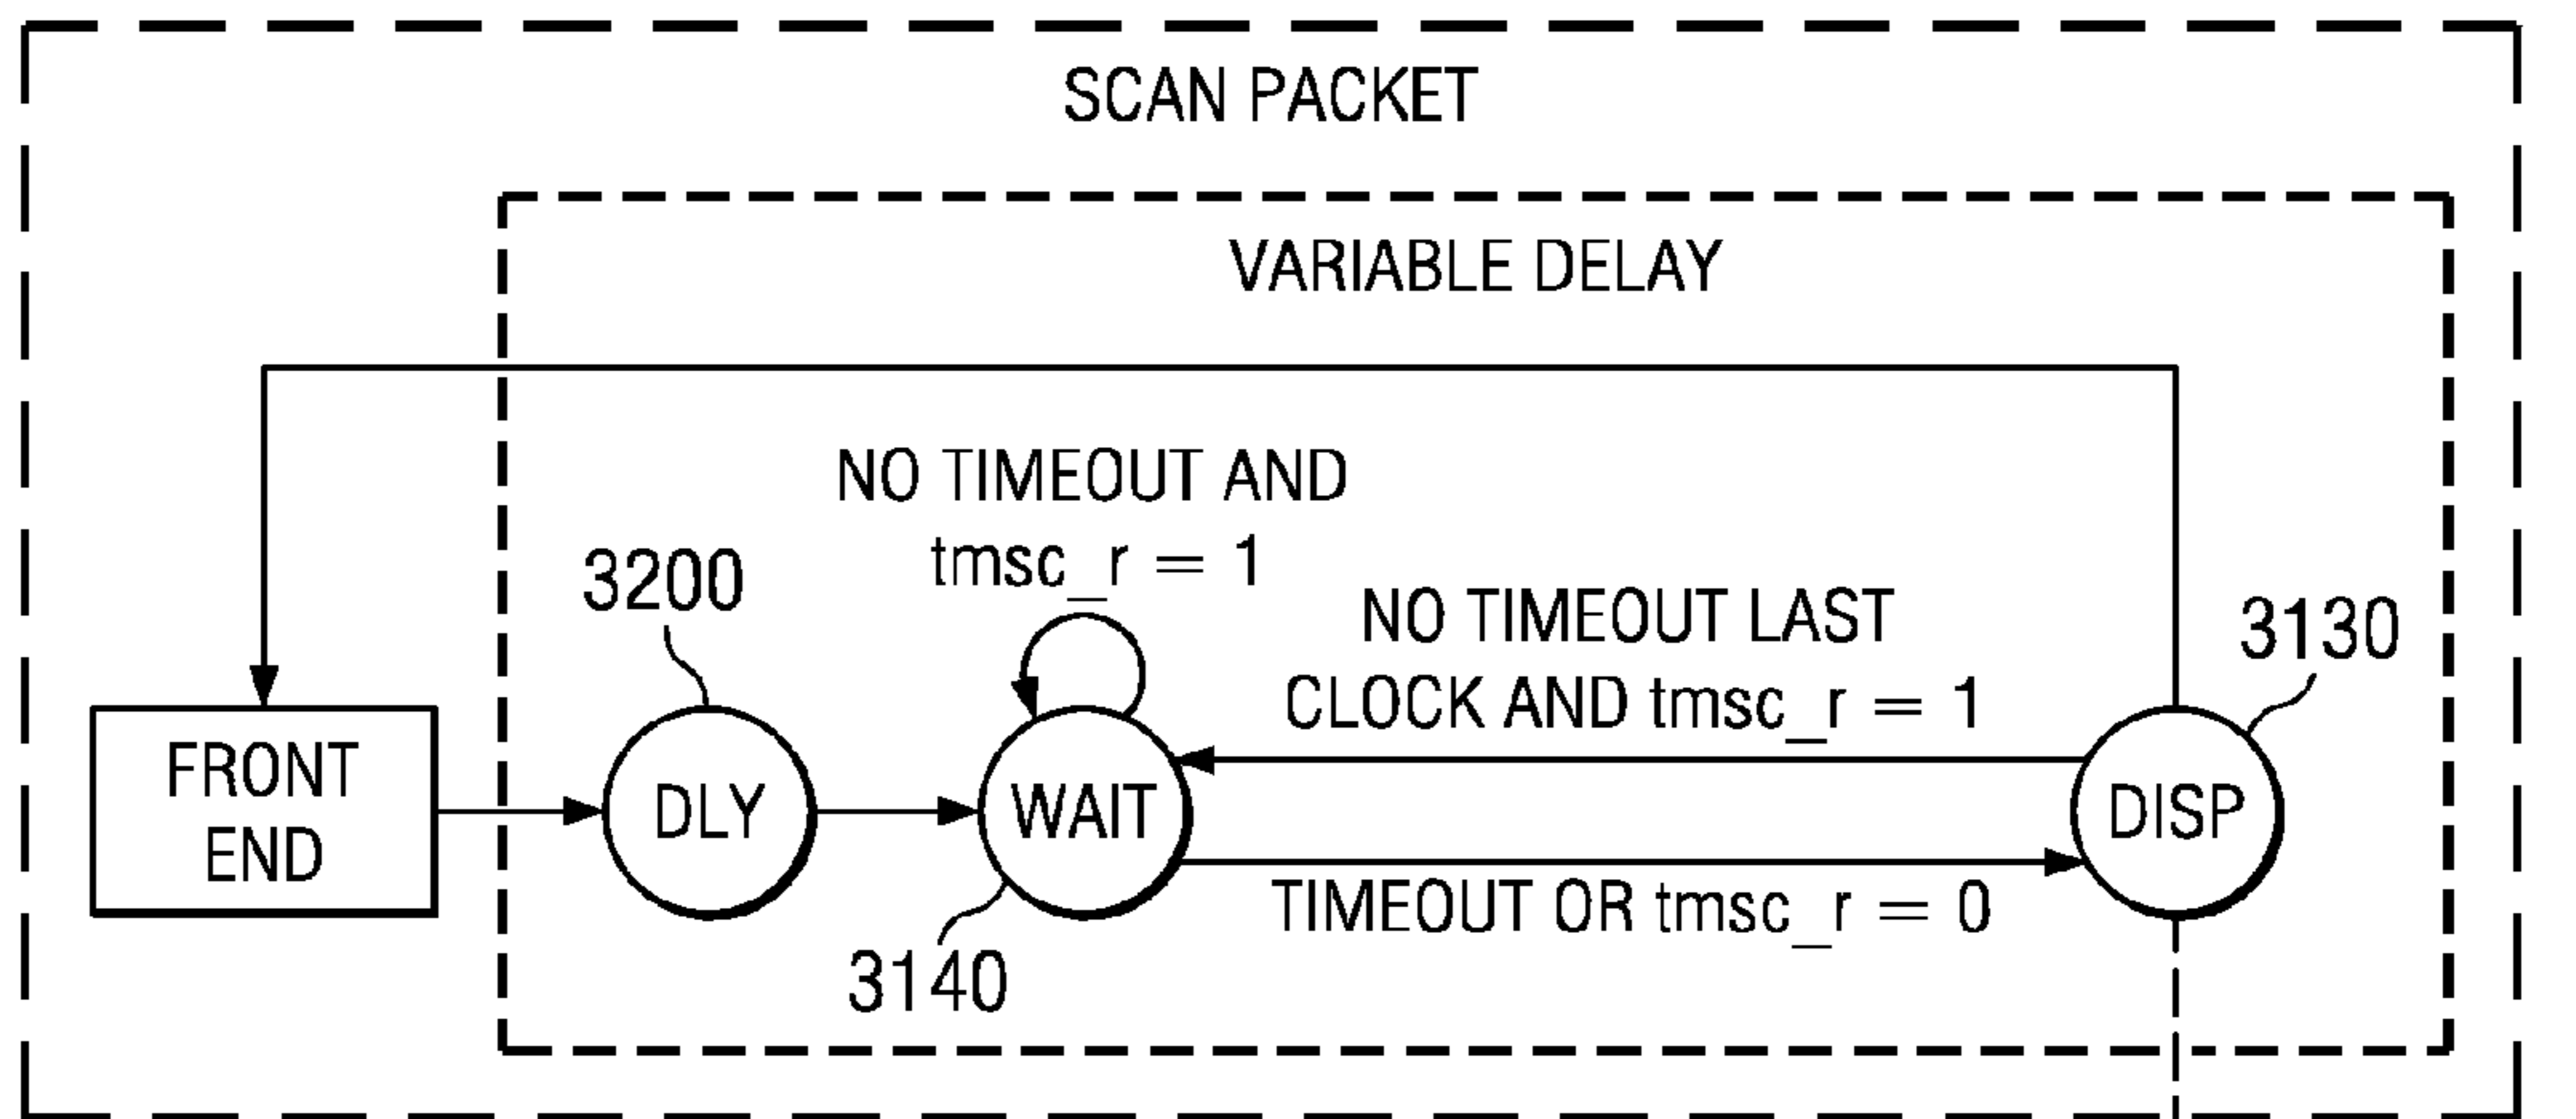 SCAN PACKET
VARIABLE DELAY
NO TIMEOUT AND
tmsc_r = 1
3200
NO TIMEOUT LAST
CLOCK AND tmsc_r = 1
3130
FRONT
END
DLY
WAIT
DISP
TIMEOUT OR tmsc_r = 0
3140